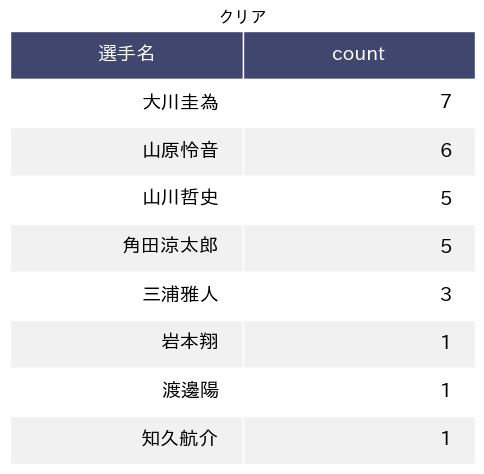 クリア
選手名 count
大川圭為 7
山原怜音 6
山川哲史 5
角田涼太郎 5
三浦雅人 3
岩本翔 1
渡邊陽 1
知久航介 1